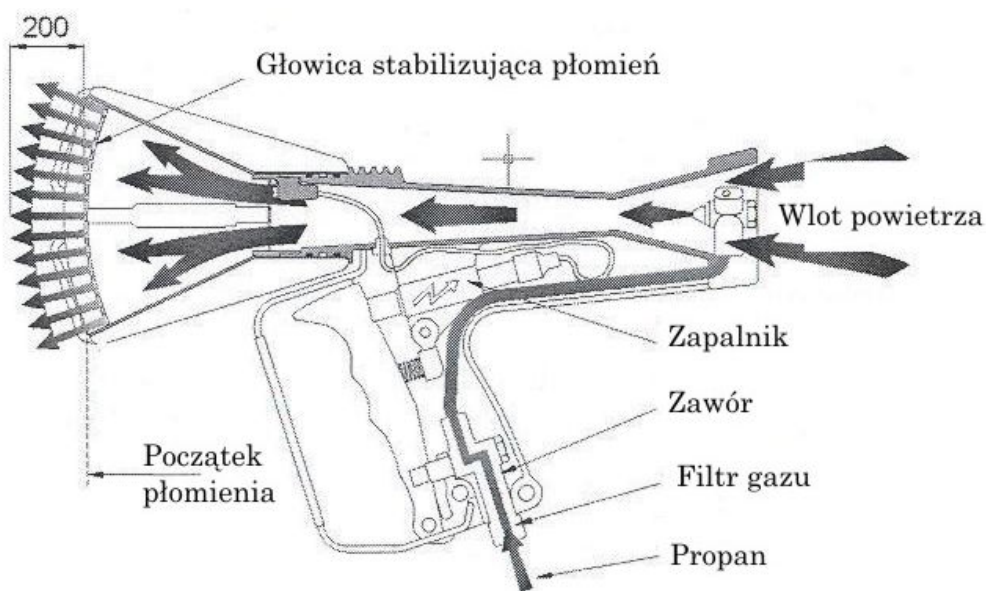 200
Głowica stabilizująca płomień
Wlot powietrza
Zapalnik
Zawór
Początek
płomienia
Filtr gazu
Propan